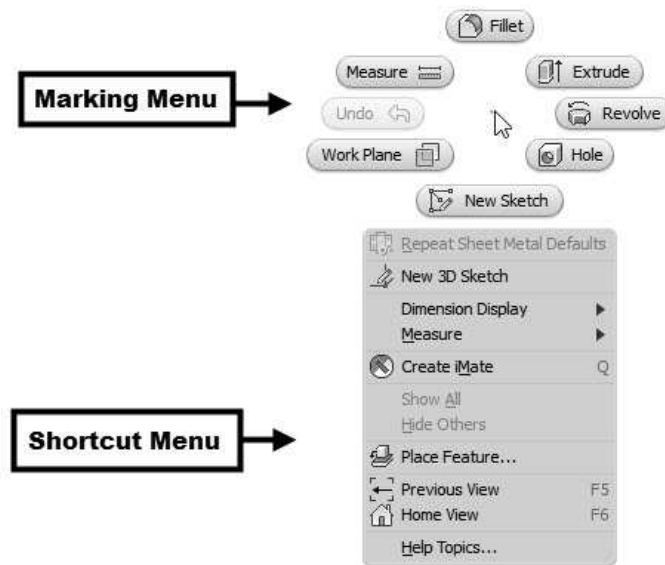 Fillet
Measure
Extrude
Marking Menu
Undo
Revolve
Work Plane
Hole
New Sketch
Repeat Sheet Metal Defaults
New 3D Sketch
Dimension Display
Measure
Create iMate Q
Show All
Hide Others
Shortcut Menu
Place Feature...
Previous View F5
Home View F6
Help Topics...